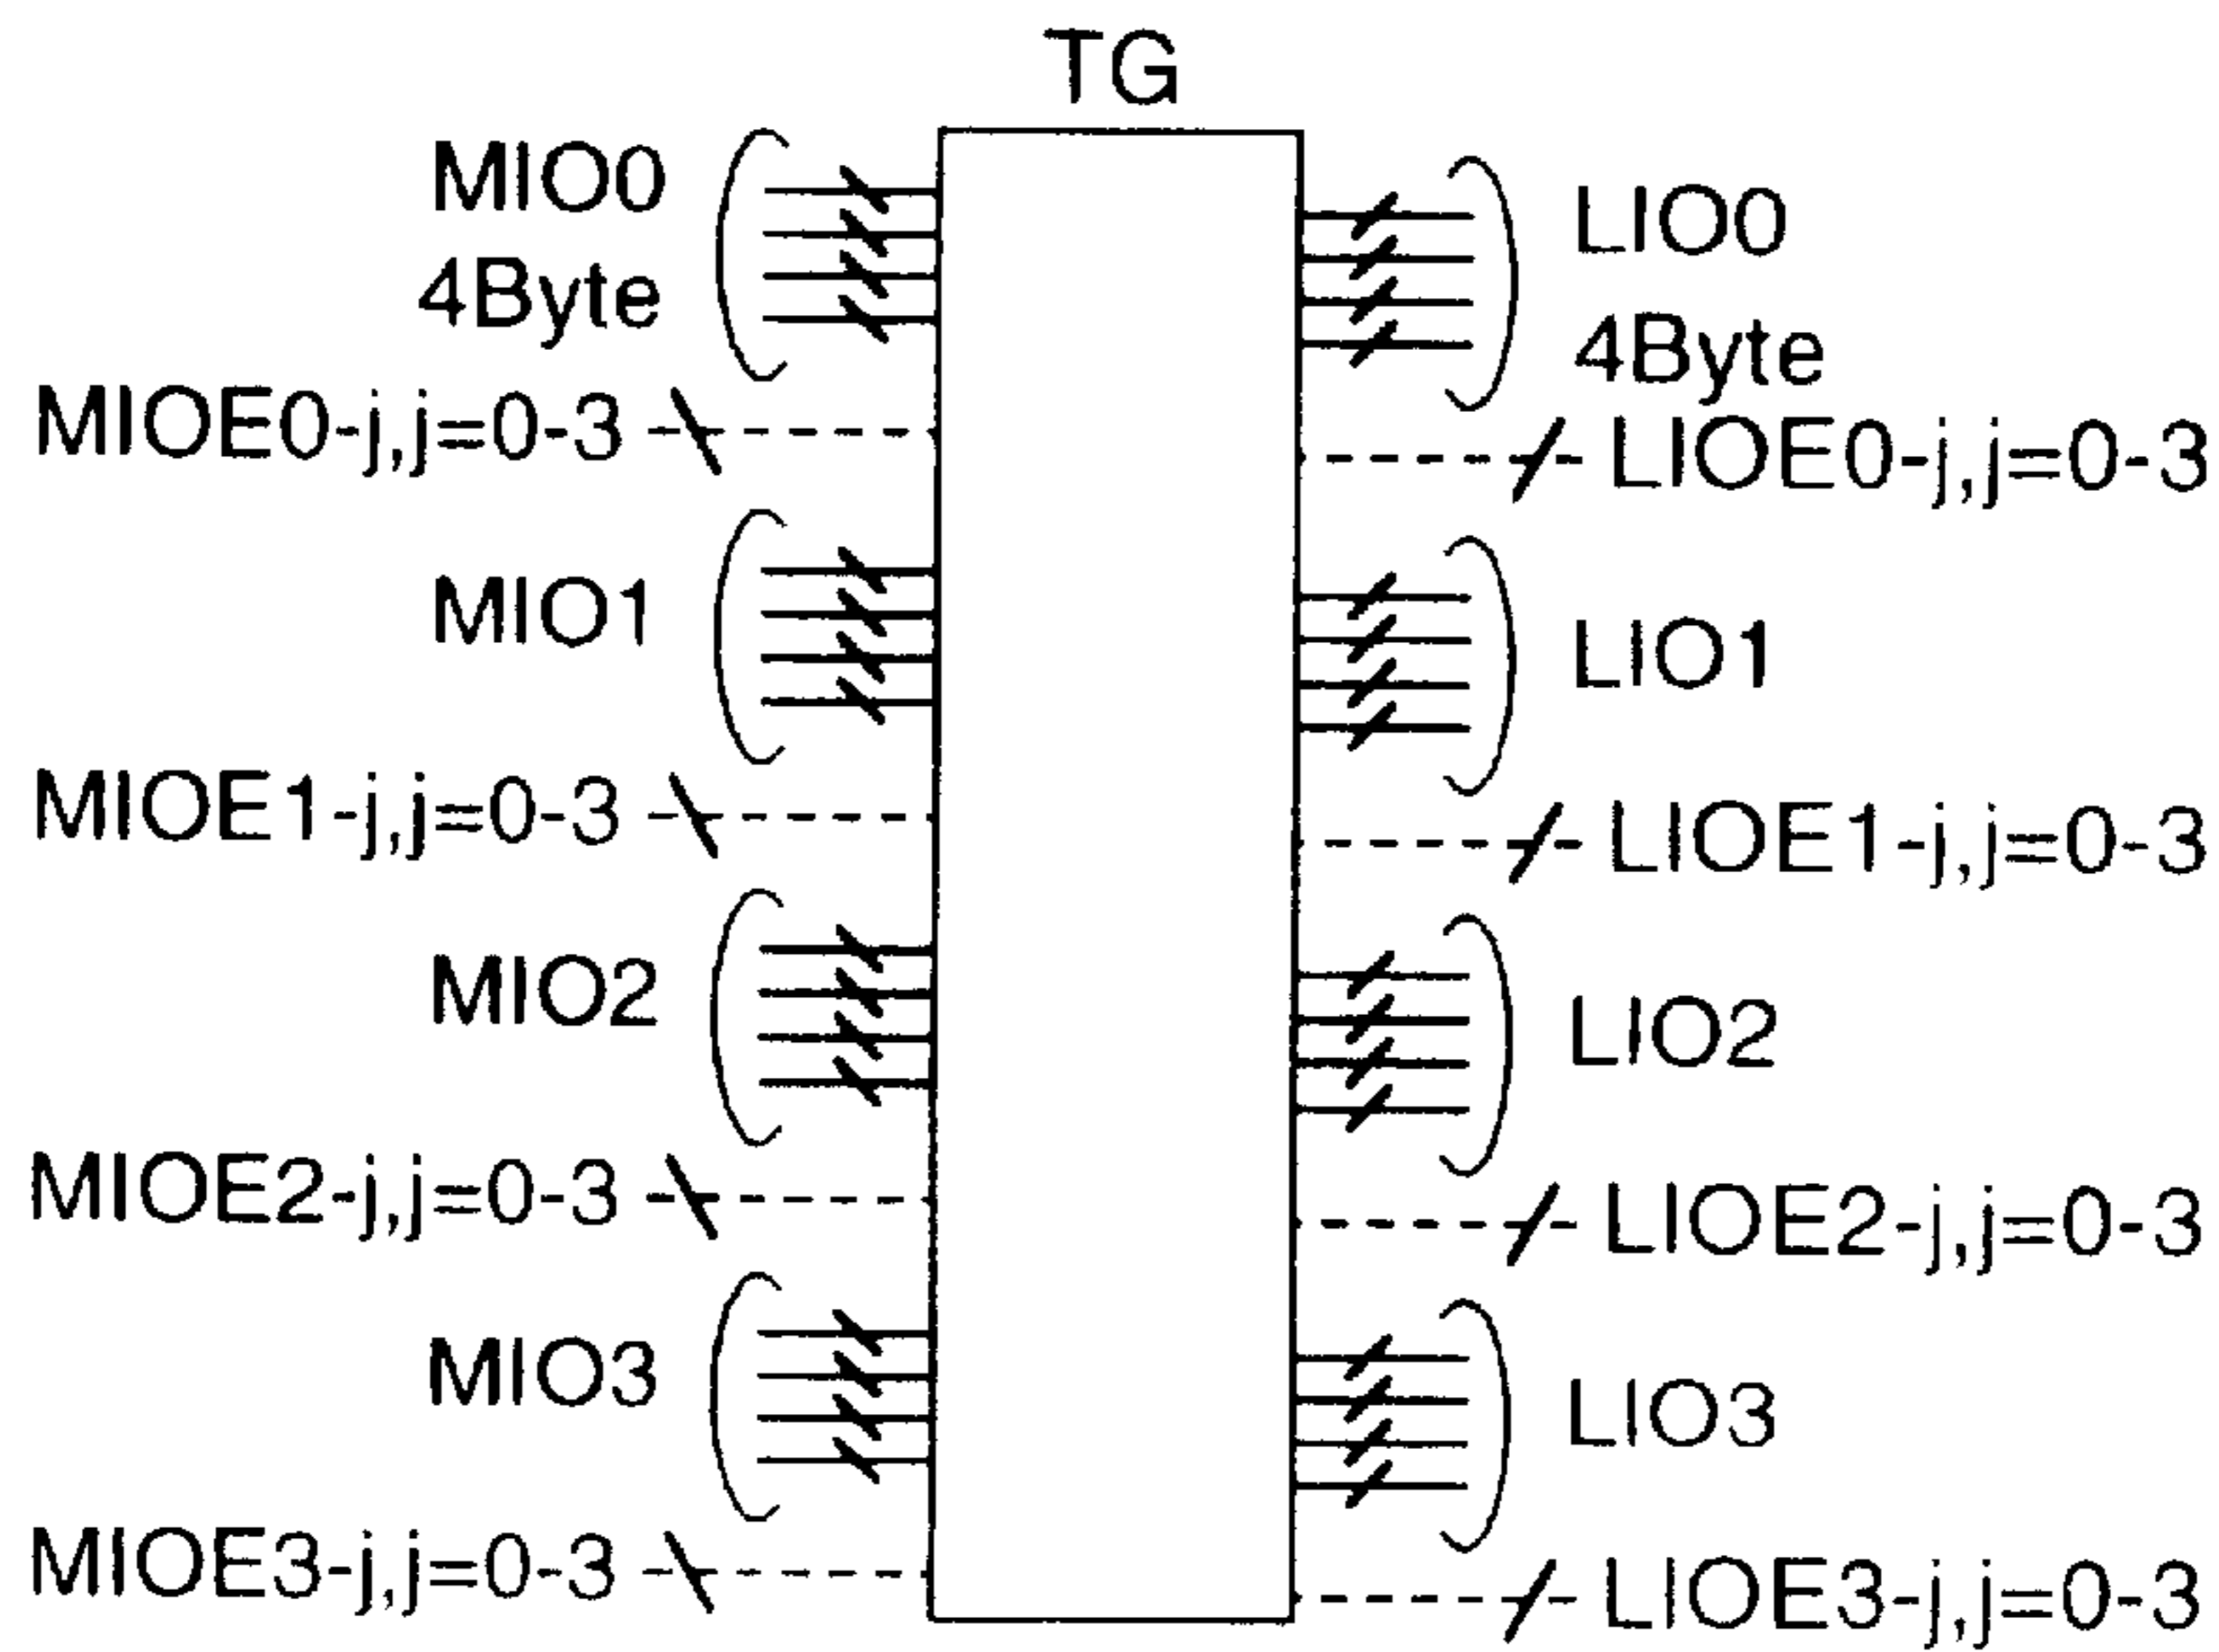 TG
MIO0
4Byte
MIOE0-j,j=0-3
MIO1
MIOE1-j,j=0-3
MIO2
MIOE2-j,j=0-3
MIO3
MIOE3-j,j=0-3
LIO0
4Byte
LIOE0-j,j=0-3
LIO1
LIOE1-j,j=0-3
LIO2
LIOE2-j,j=0-3
LIO3
LIOE3-j,j=0-3